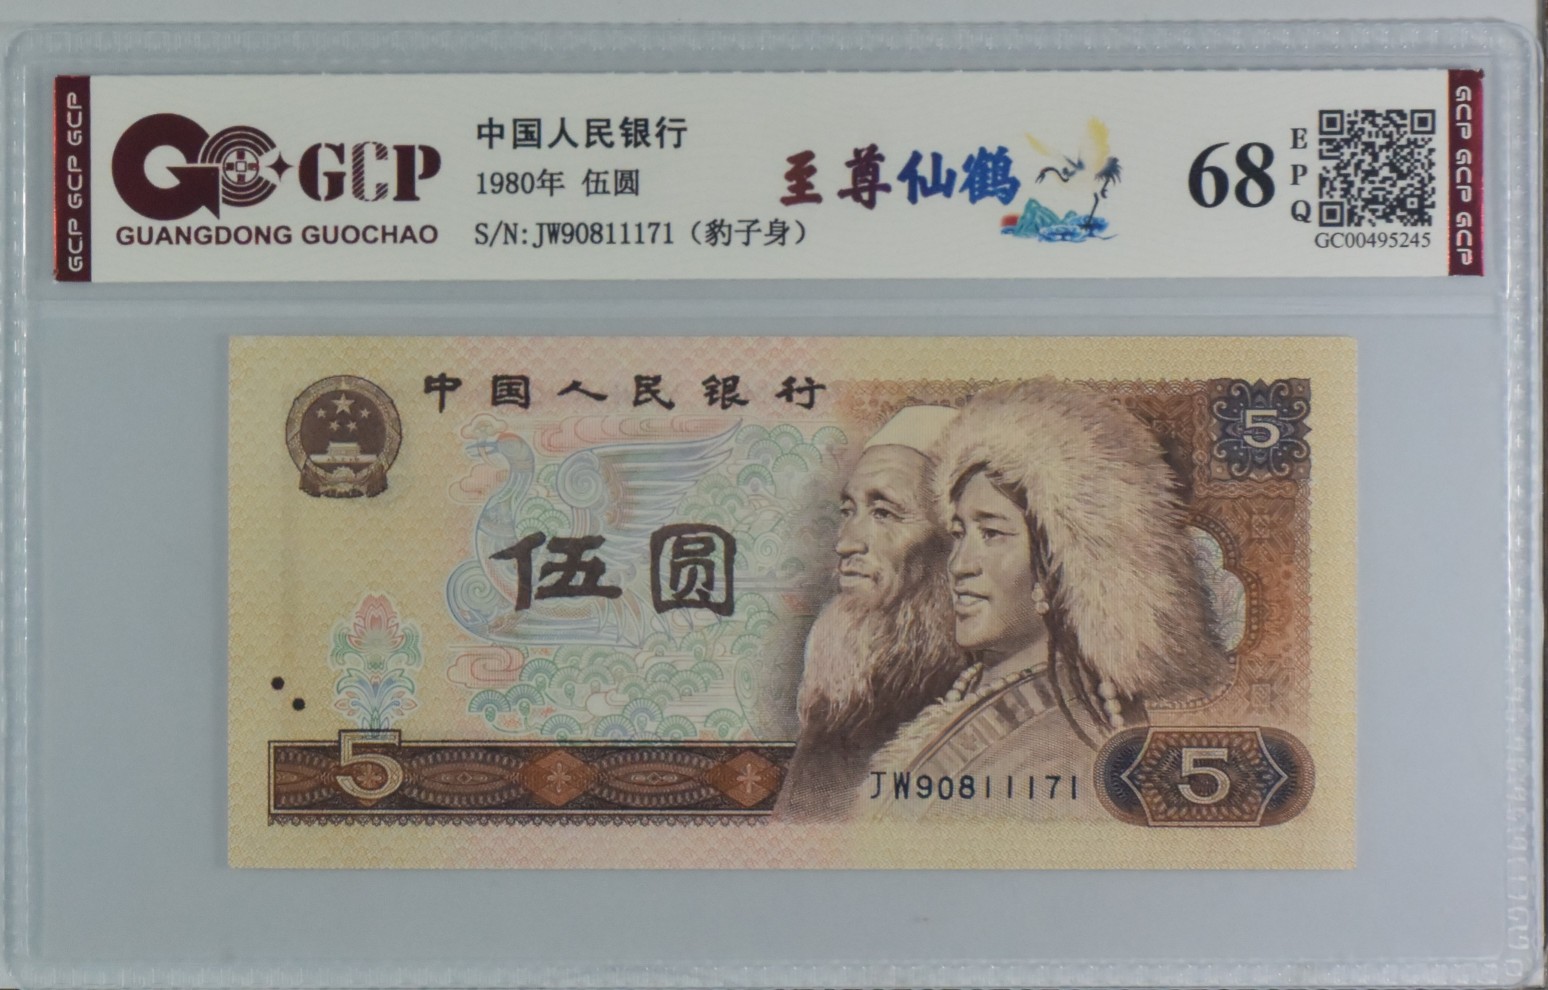 GCP GCP GCP
GCP
GUANGDONG GUOCHAO
中国人民银行
1980年 伍圆
S/N:JW90811171（豹子身）
至尊仙鹤
68
EPQ
GC00495245
GCP GCP GCP
中国人民银行
5
伍圆
5
JW90811171
5